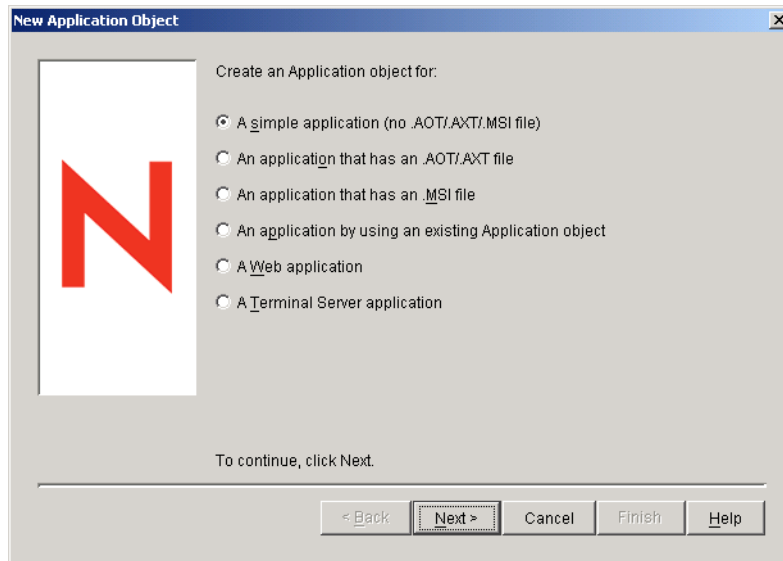 New Application Object
Create an Application object for:
A simple application (no .AOT/.AXT/.MSI file)
An application that has an .AOT/.AXT file
An application that has an .MSI file
An application by using an existing Application object
A Web application
A Terminal Server application
To continue, click Next.
< Back
Next >
Cancel
Finish
Help